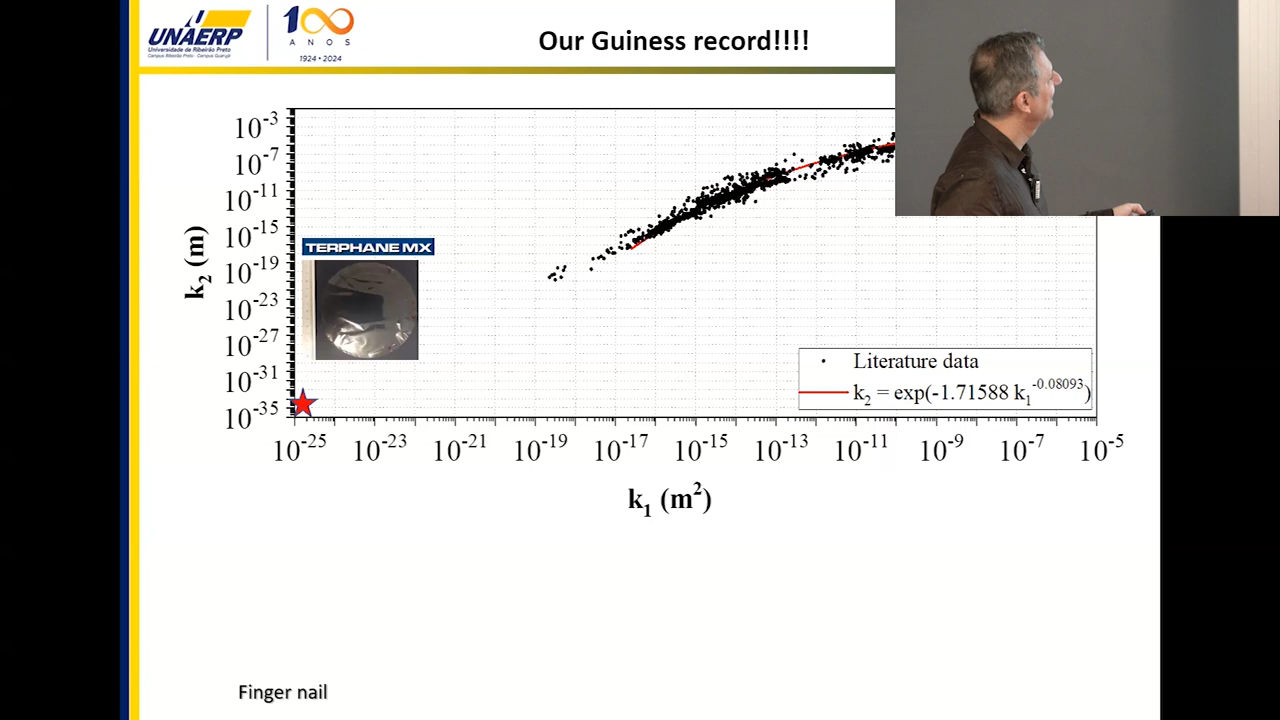 UNAERP
Universidade de Ribeirão Preto
Campus Ribeirão Preto - Campus Guarujá
100
ANOS
1924 • 2024
Our Guiness record!!!!
k₂ (m)
10⁻³
10⁻⁷
10⁻¹¹
10⁻¹⁵
10⁻¹⁹
10⁻²³
10⁻²⁷
10⁻³¹
10⁻³⁵
TERPHANE MX
Literature data
k₂ = exp(-1.71588 k₁⁻⁰·⁰⁸⁰⁹³)
10⁻²⁵ 10⁻²³ 10⁻²¹ 10⁻¹⁹ 10⁻¹⁷ 10⁻¹⁵ 10⁻¹³ 10⁻¹¹ 10⁻⁹ 10⁻⁷ 10⁻⁵
k₁ (m²)
Finger nail